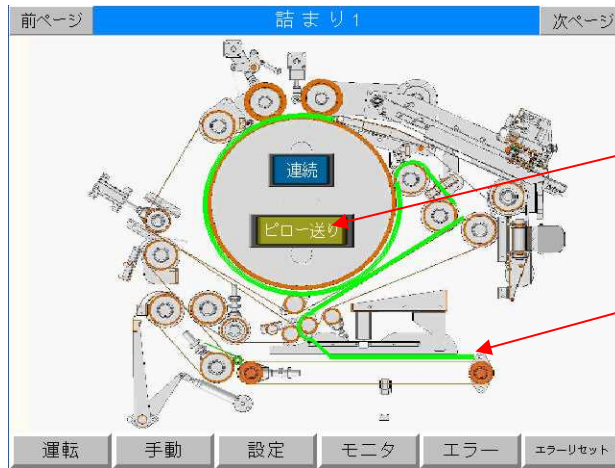 前ページ
詰まり1
次ページ
連続
ピロー送り
運転
手動
設定
モニタ
エラー
エラーリセット